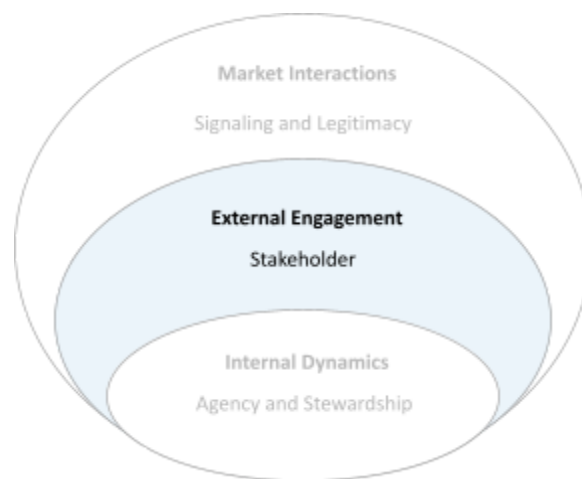 Market Interactions
Signaling and Legitimacy
External Engagement
Stakeholder
Internal Dynamics
Agency and Stewardship